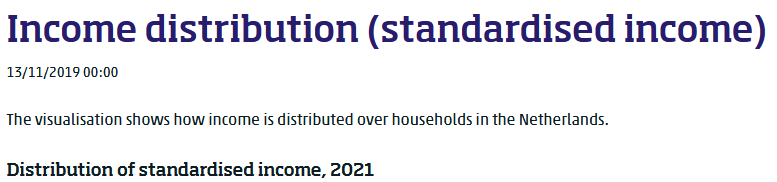 Income distribution (standardised income)
13/11/2019 00:00
The visualisation shows how income is distributed over households in the Netherlands.
Distribution of standardised income, 2021